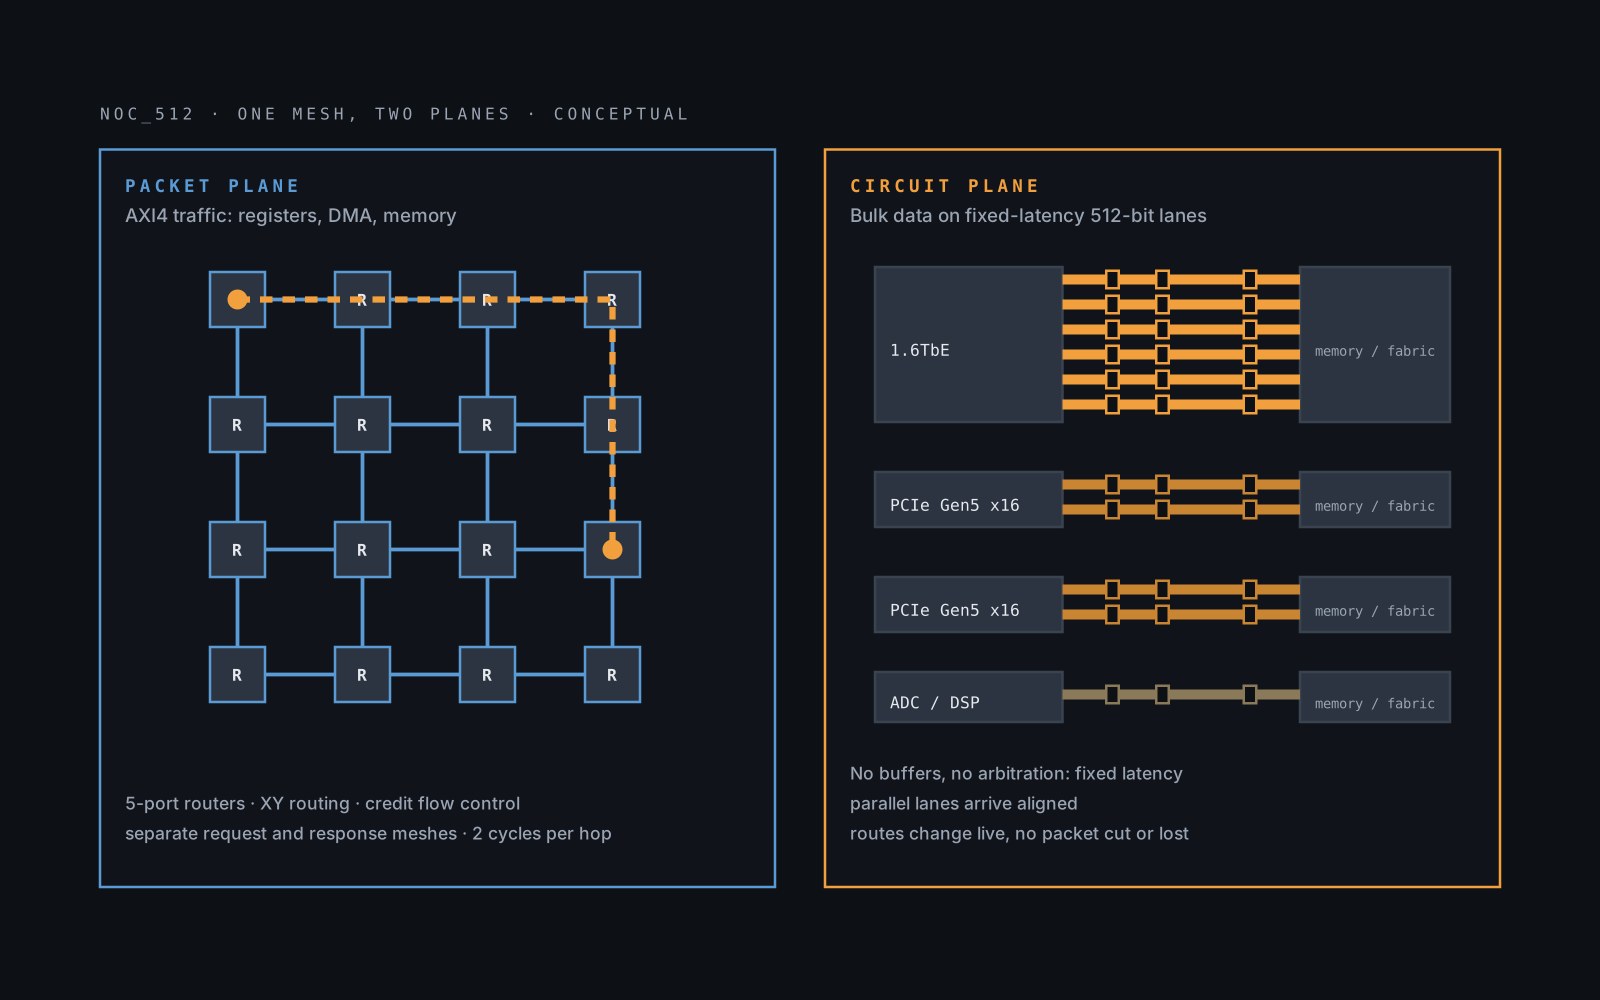 NOC_512 · ONE MESH, TWO PLANES · CONCEPTUAL
PACKET PLANE
AXI4 traffic: registers, DMA, memory
R R R
R R R R
R R R
R R R R
5-port routers · XY routing · credit flow control
separate request and response meshes · 2 cycles per hop
CIRCUIT PLANE
Bulk data on fixed-latency 512-bit lanes
1.6TbE
memory / fabric
PCIe Gen5 x16
memory / fabric
PCIe Gen5 x16
memory / fabric
ADC / DSP
memory / fabric
No buffers, no arbitration: fixed latency
parallel lanes arrive aligned
routes change live, no packet cut or lost